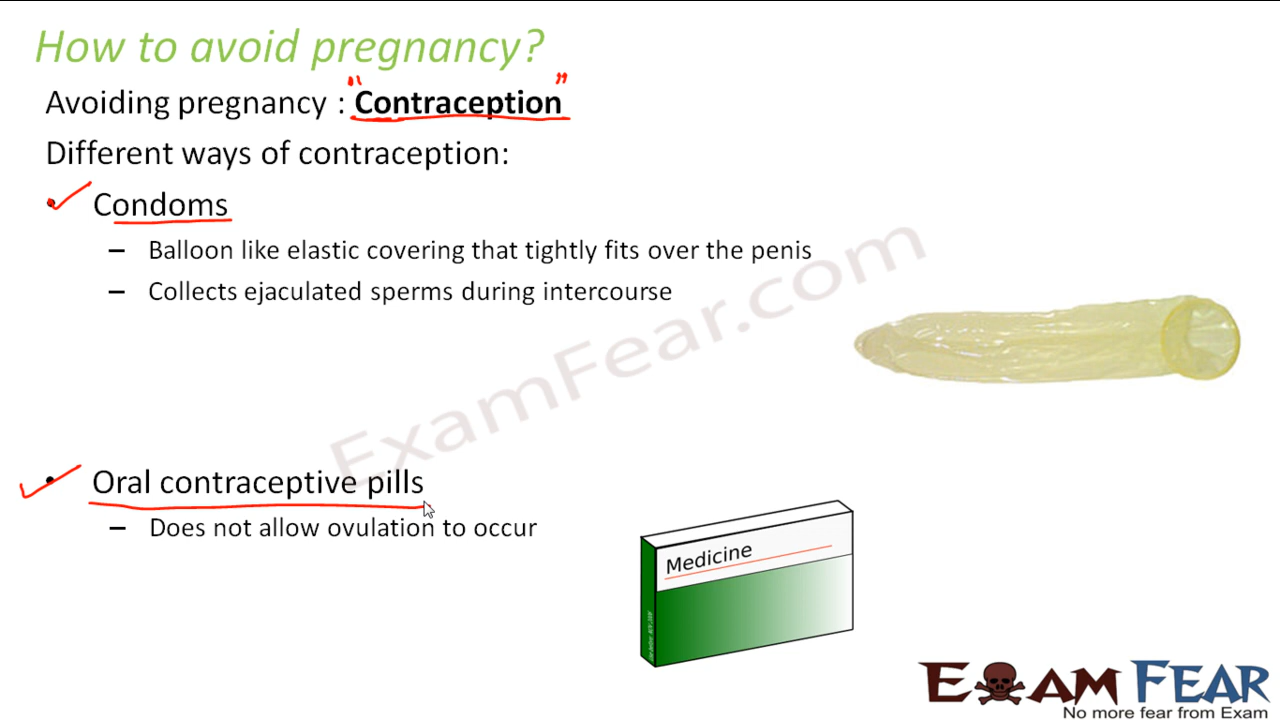 How to avoid pregnancy?
Avoiding pregnancy : "Contraception"
Different ways of contraception:
• Condoms
– Balloon like elastic covering that tightly fits over the penis
– Collects ejaculated sperms during intercourse
ExamFear.com
• Oral contraceptive pills
– Does not allow ovulation to occur
Medicine
EXAM FEAR
No more fear from Exam